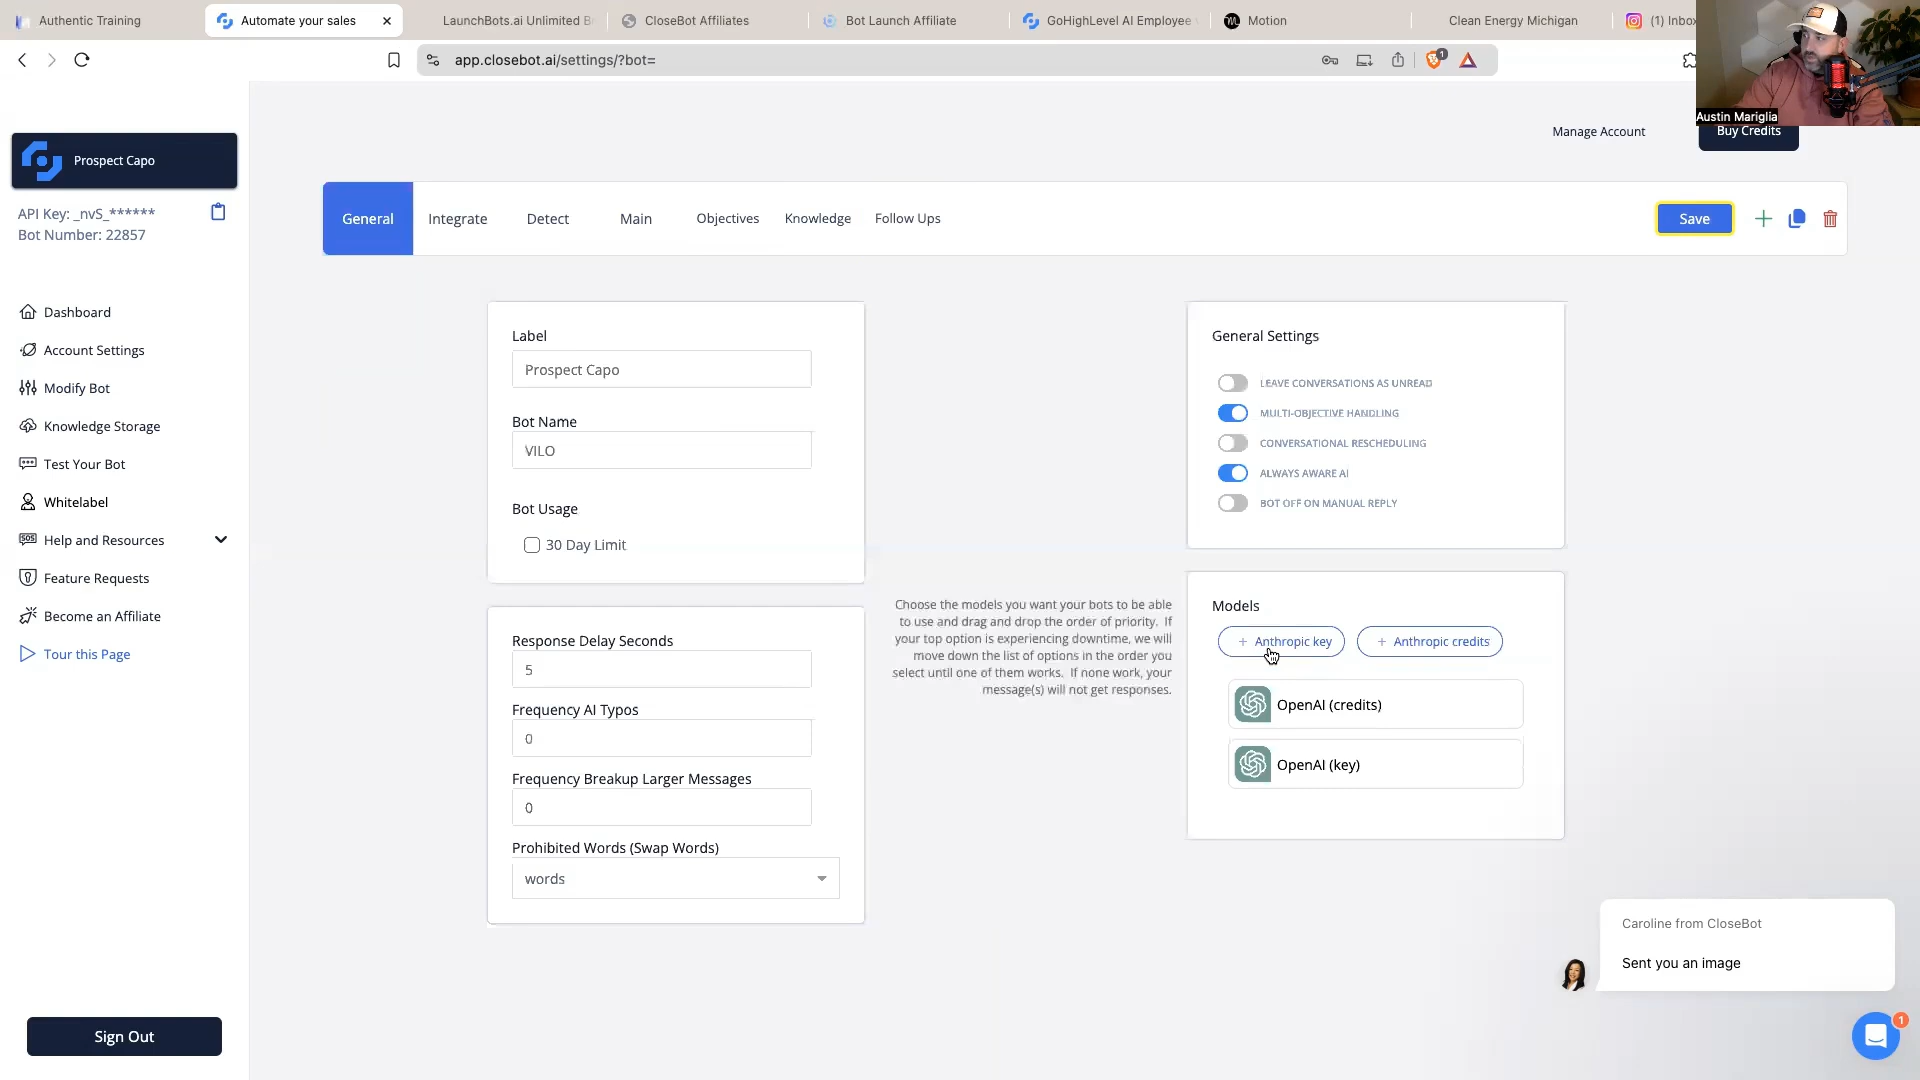 Authentic Training
Automate your sales
LaunchBots.ai Unlimited B
CloseBot Affiliates
Bot Launch Affiliate
GoHighLevel AI Employee
Motion
Clean Energy Michigan
(1) Inbox
app.closebot.ai/settings/?bot=
1
Austin Mariglia
Manage Account
Buy Credits
Prospect Capo
API Key: _nvS_******
Bot Number: 22857
General
Integrate
Detect
Main
Objectives
Knowledge
Follow Ups
Save
Dashboard
Account Settings
Modify Bot
Knowledge Storage
Test Your Bot
Whitelabel
SOS
Help and Resources
Feature Requests
Become an Affiliate
Tour this Page
Sign Out
Label
Prospect Capo
Bot Name
VILO
Bot Usage
30 Day Limit
Response Delay Seconds
5
Frequency AI Typos
0
Frequency Breakup Larger Messages
0
Prohibited Words (Swap Words)
words
General Settings
LEAVE CONVERSATIONS AS UNREAD
MULTI-OBJECTIVE HANDLING
CONVERSATIONAL RESCHEDULING
ALWAYS AWARE AI
BOT OFF ON MANUAL REPLY
Choose the models you want your bots to be able
to use and drag and drop the order of priority. If
your top option is experiencing downtime, we will
move down the list of options in the order you
select until one of them works. If none work, your
message(s) will not get responses.
Models
+ Anthropic key
+ Anthropic credits
OpenAI (credits)
OpenAI (key)
Caroline from CloseBot
Sent you an image
1